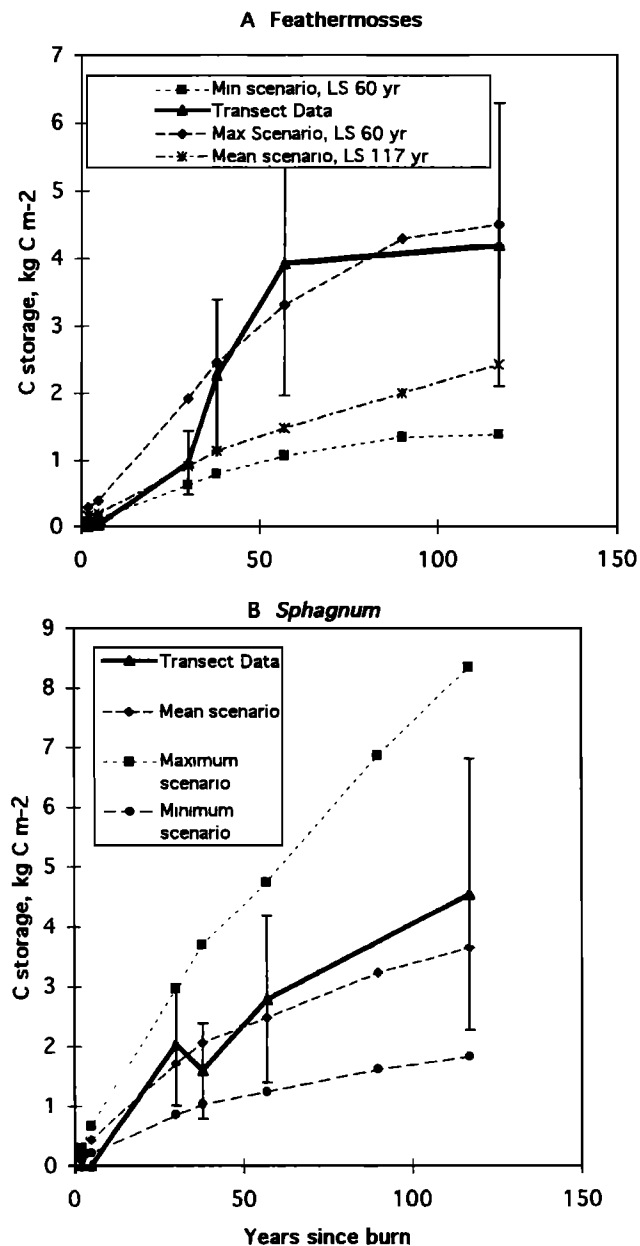 A Feathermosses
7
Min scenario, LS 60 yr
Transect Data
Max Scenario, LS 60 yr
Mean scenario, LS 117 yr
6
5
4
3
2
1
0
C storage, kg C m-2
0 50 100 150
B Sphagnum
9
Transect Data
Mean scenario
Maximum
scenario
Minimum
scenario
8
7
6
5
4
3
2
1
0
C storage, kg C m-2
0 50 100 150
Years since burn